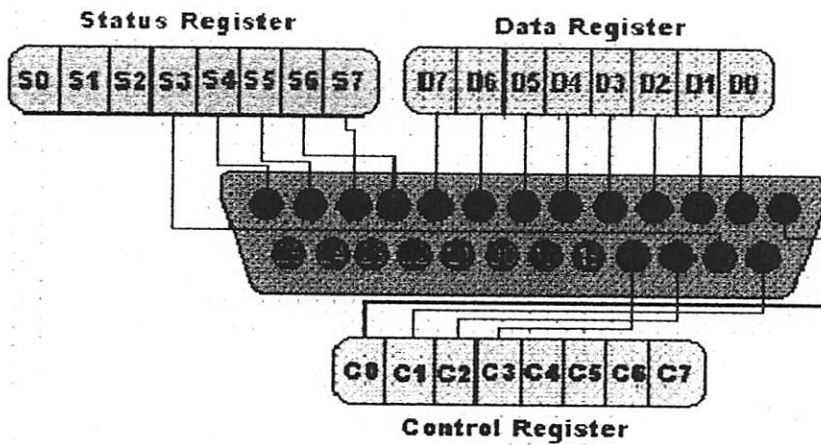 Status Register
Data Register
S0 S1 S2 S3 S4 S5 S6 S7
D7 D6 D5 D4 D3 D2 D1 D0
C0 C1 C2 C3 C4 C5 C6 C7
Control Register